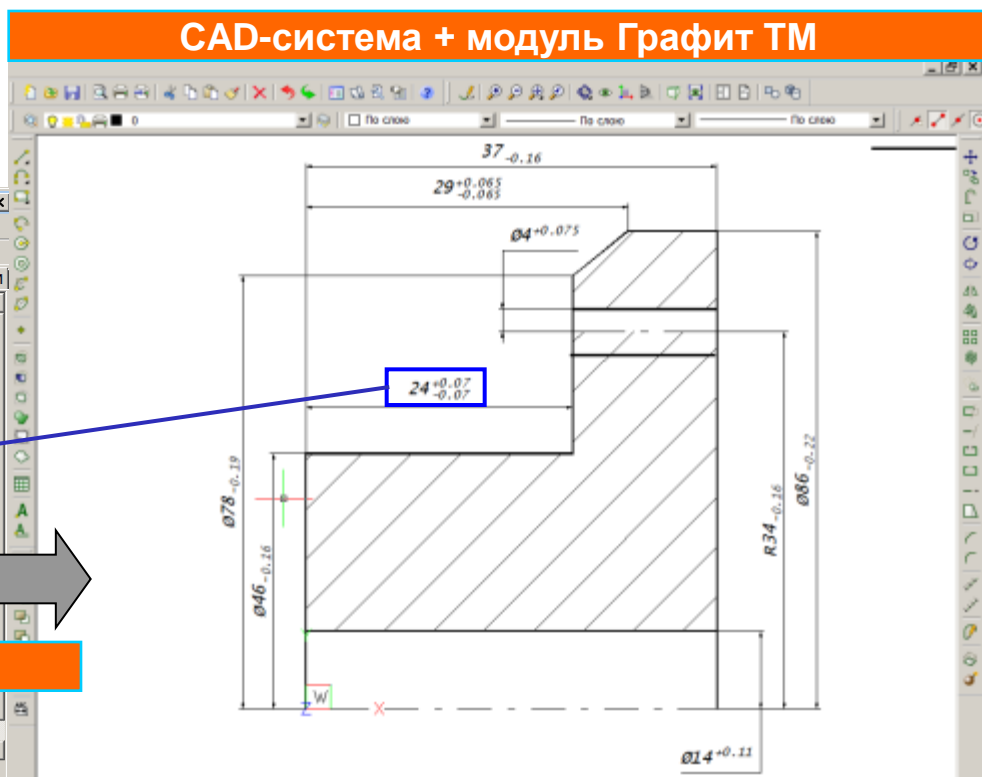 CAD-система + модуль Графит ТМ
0
По слою
По слою
По слою
37-0.16
29+0.065
-0.065
Ø4+0.075
24+0.07
-0.07
Ø78-0.19
Ø46-0.16
R34-0.16
Ø86-0.22
W
X
Z
Ø14+0.11